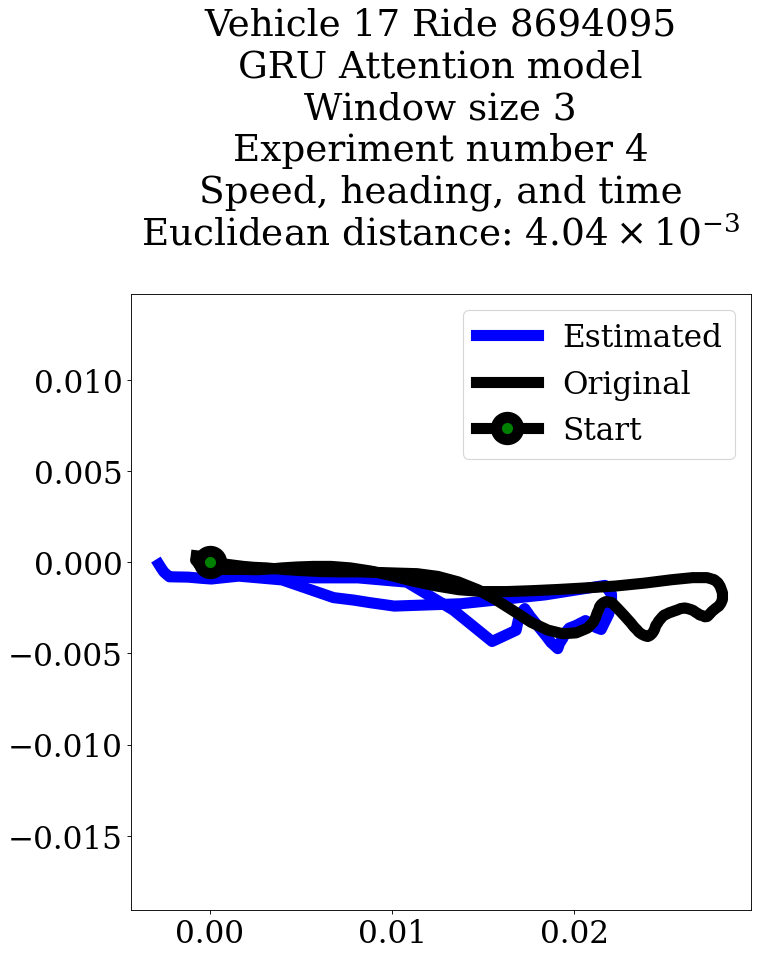 Vehicle 17 Ride 8694095
GRU Attention model
Window size 3
Experiment number 4
Speed, heading, and time
Euclidean distance: 4.04 × 10⁻³
Estimated
Original
Start
0.010
0.005
0.000
−0.005
−0.010
−0.015
0.00 0.01 0.02